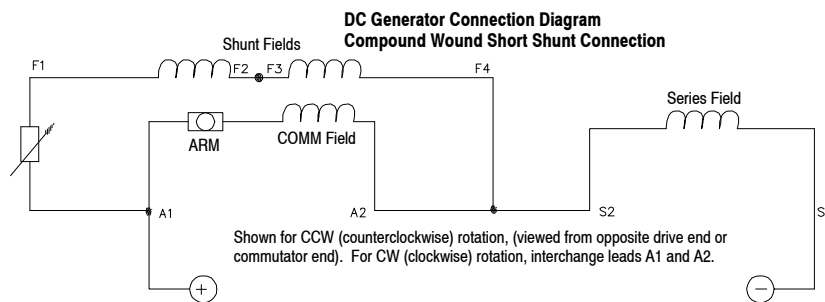 DC Generator Connection Diagram
Compound Wound Short Shunt Connection
Shunt Fields
F1
F2
F3
F4
Series Field
ARM
COMM Field
A1
A2
S2
S
Shown for CCW (counterclockwise) rotation, (viewed from opposite drive end or
commutator end). For CW (clockwise) rotation, interchange leads A1 and A2.
+
−